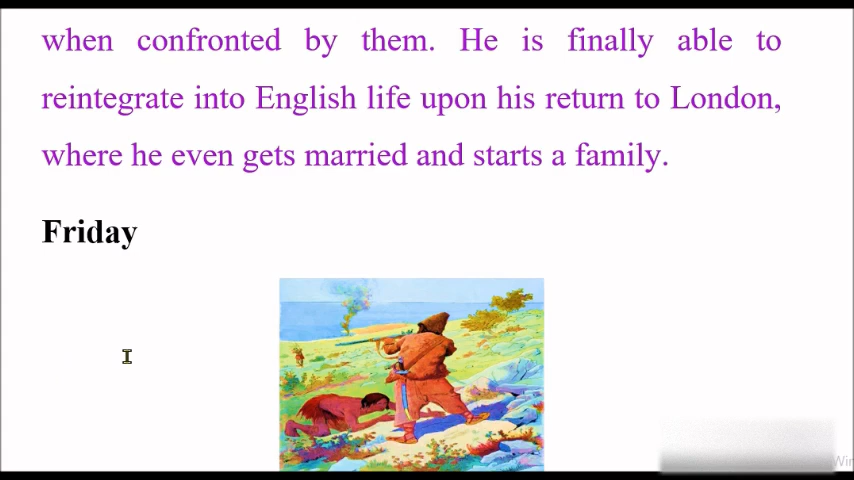 when confronted by them. He is finally able to
reintegrate into English life upon his return to London,
where he even gets married and starts a family.
Friday